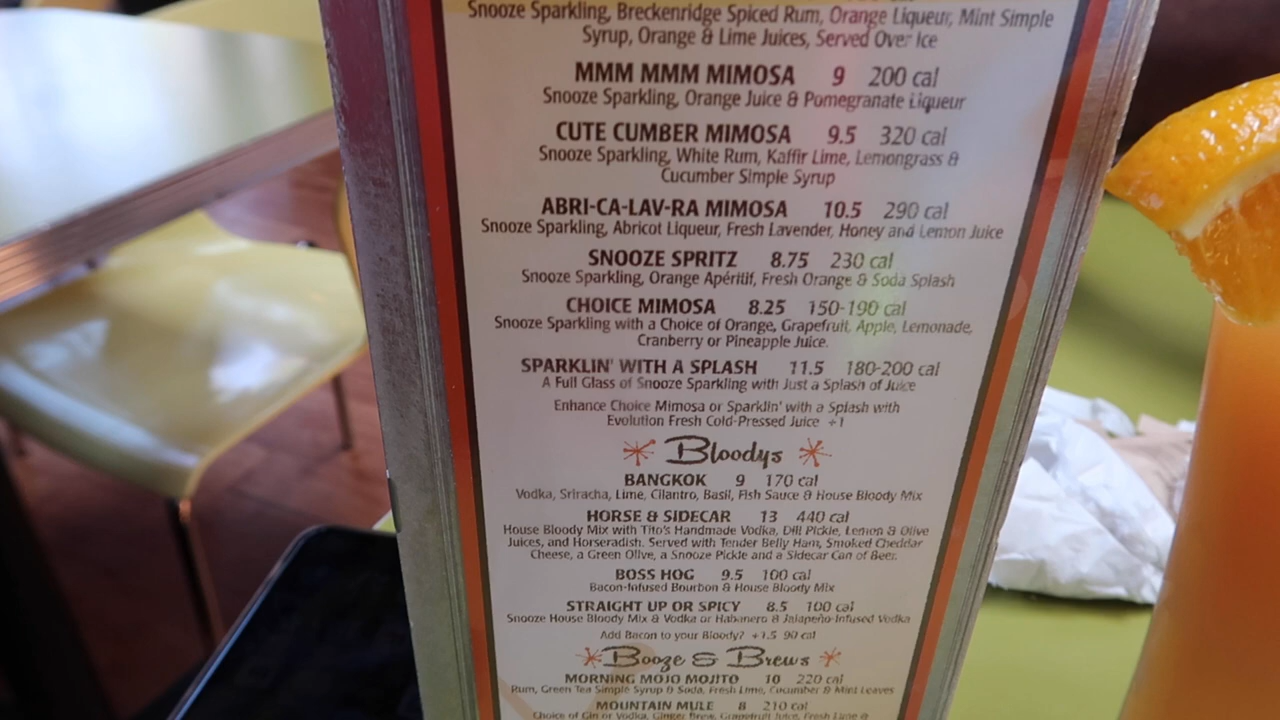 Snooze Sparkling, Breckenridge Spiced Rum, Orange Liqueur, Mint Simple
Syrup, Orange & Lime Juices, Served Over Ice
MMM MMM MIMOSA 9 200 cal
Snooze Sparkling, Orange Juice & Pomegranate Liqueur
CUTE CUMBER MIMOSA 9.5 320 cal
Snooze Sparkling, White Rum, Kaffir Lime, Lemongrass &
Cucumber Simple Syrup
ABRI-CA-LAV-RA MIMOSA 10.5 290 cal
Snooze Sparkling, Abricot Liqueur, Fresh Lavender, Honey and Lemon Juice
SNOOZE SPRITZ 8.75 230 cal
Snooze Sparkling, Orange Apéritif, Fresh Orange & Soda Splash
CHOICE MIMOSA 8.25 150-190 cal
Snooze Sparkling with a Choice of Orange, Grapefruit, Apple, Lemonade,
Cranberry or Pineapple Juice.
SPARKLIN' WITH A SPLASH 11.5 180-200 cal
A Full Glass of Snooze Sparkling with Just a Splash of Juice
Enhance Choice Mimosa or Sparklin' with a Splash with
Evolution Fresh Cold-Pressed Juice +1
Bloodys
BANGKOK 9 170 cal
Vodka, Sriracha, Lime, Cilantro, Basil, Fish Sauce & House Bloody Mix
HORSE & SIDECAR 13 440 cal
House Bloody Mix with Tito's Handmade Vodka, Dill Pickle, Lemon & Olive
Juices, and Horseradish. Served with Tender Belly Ham, Smoked Cheddar
Cheese, a Green Olive, a Snooze Pickle and a Sidecar Can of Beer.
BOSS HOG 9.5 100 cal
Bacon-Infused Bourbon & House Bloody Mix
STRAIGHT UP OR SPICY 8.5 100 cal
Snooze House Bloody Mix & Vodka or Habanero & Jalapeño-Infused Vodka
Add Bacon to your Bloody? +1.5 90 cal
Booze & Brews
MORNING MOJO MOJITO 10 220 cal
Rum, Green Tea Simple Syrup & Soda, Fresh Lime, Cucumber & Mint Leaves
MOUNTAIN MULE 8 210 cal
Choice of Gin or Vodka, Ginger Brew, Grapefruit Juice, Fresh Lime &